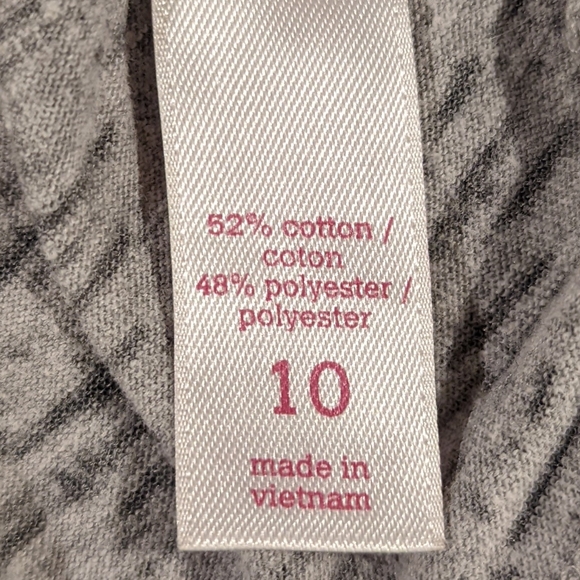 52% cotton /
coton
48% polyester /
polyester
10
made in
vietnam